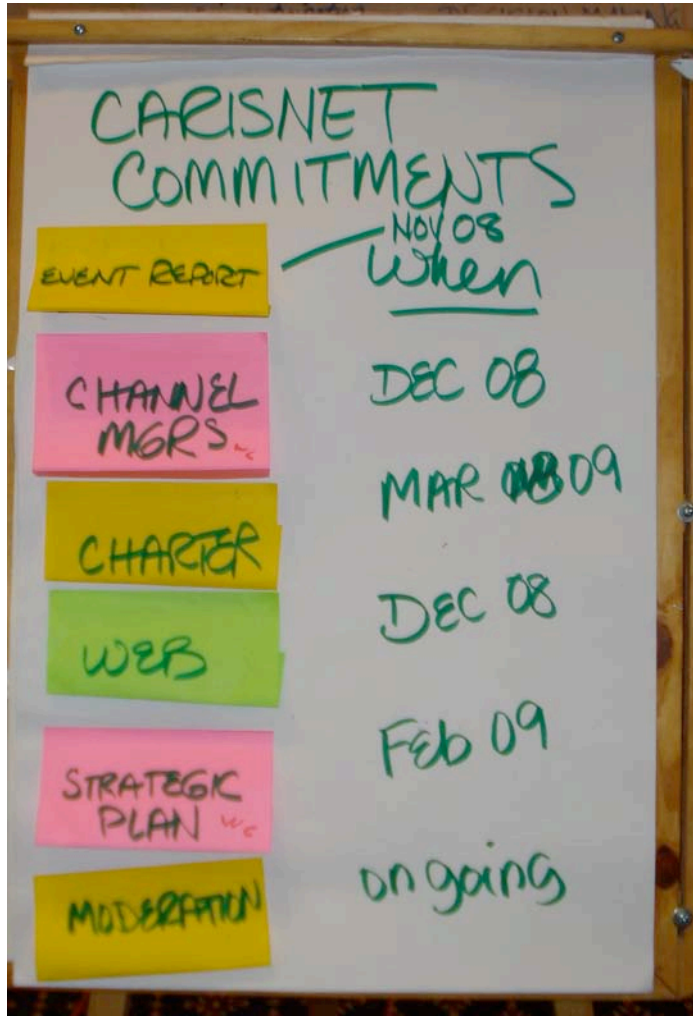 CARISNET
COMMITMENTS
EVENT REPORT
NOV 08
When
CHANNEL
MGRS
DEC 08
MAR 09
CHARTER
DEC 08
WEB
Feb 09
STRATEGIC
PLAN
ongoing
MODERATION